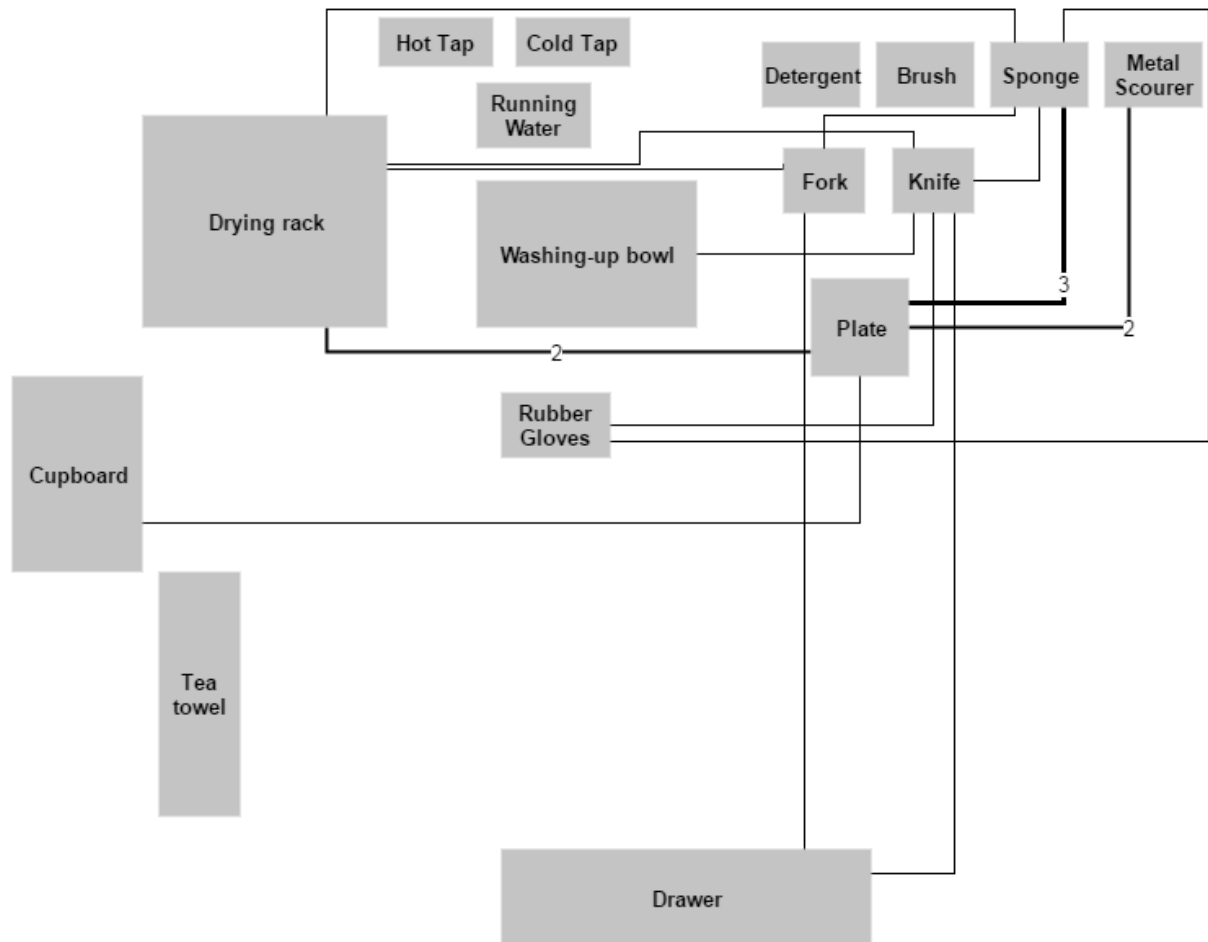 Hot Tap
Cold Tap
Detergent
Brush
Sponge
Metal
Scourer
Running
Water
Fork
Knife
Drying rack
Washing-up bowl
3
Plate
2
2
Rubber
Gloves
Cupboard
Tea
towel
Drawer